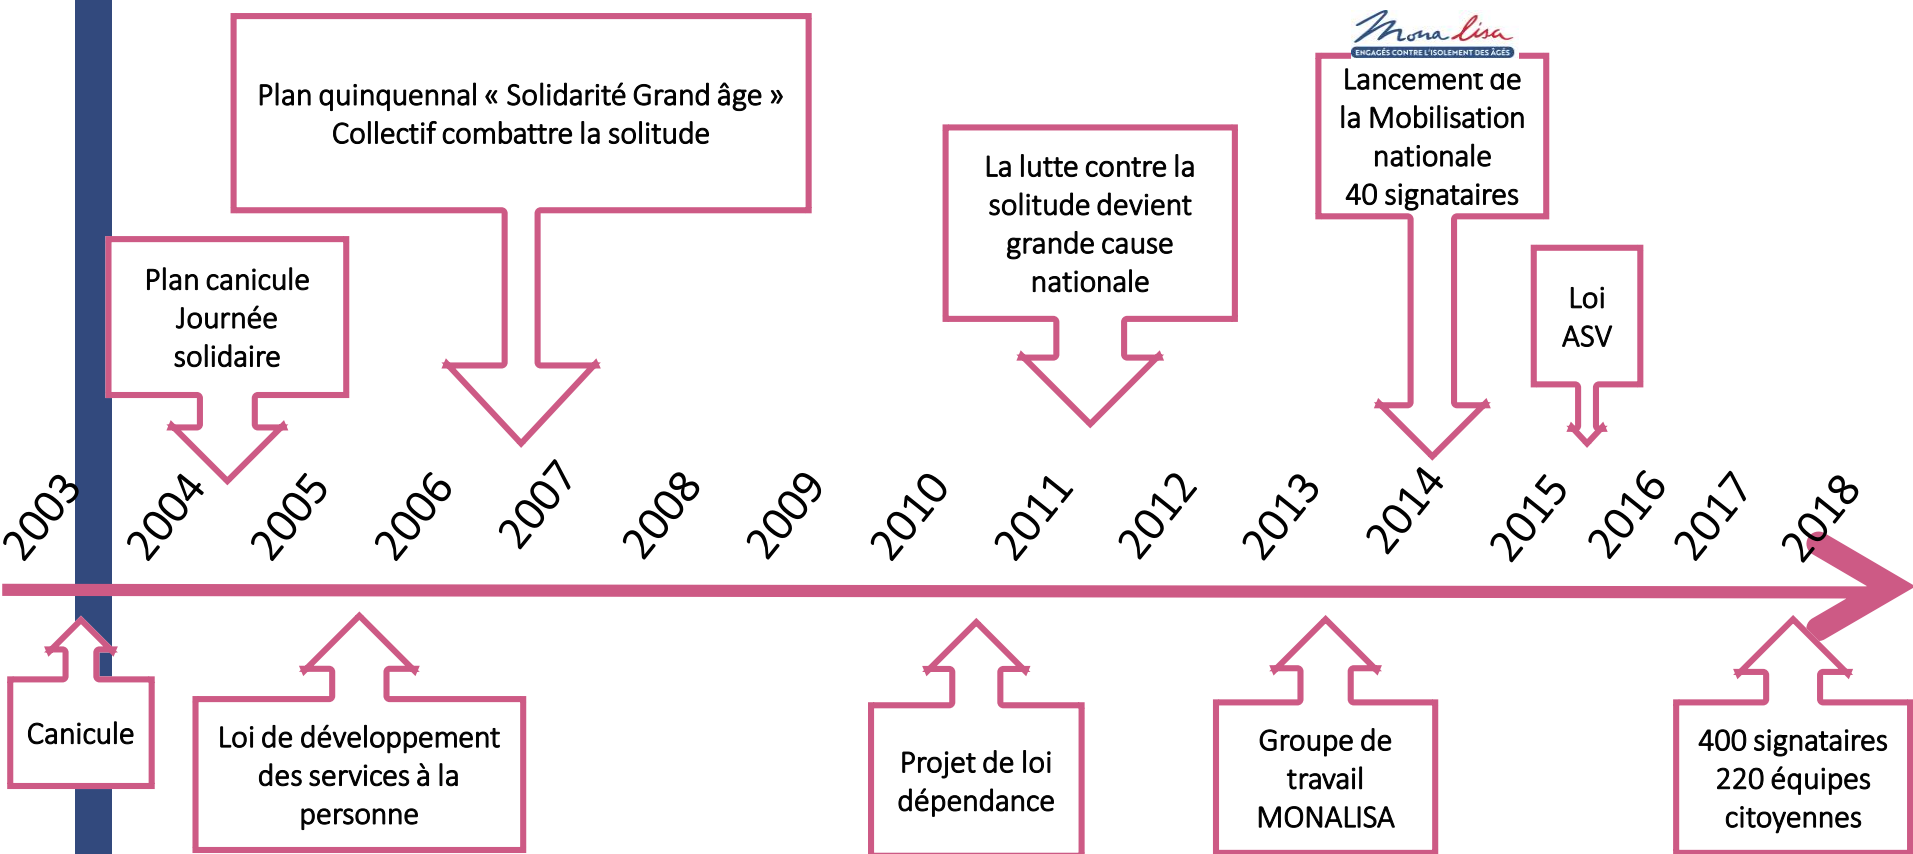 Mona lisa
ENGAGÉS CONTRE L'ISOLEMENT DES ÂGÉS
Plan quinquennal « Solidarité Grand âge »
Collectif combattre la solitude
Lancement de
la Mobilisation
nationale
40 signataires
La lutte contre la
solitude devient
grande cause
nationale
Plan canicule
Journée
solidaire
Loi
ASV
2003
2004
2005
2006
2007
2008
2009
2010
2011
2012
2013
2014
2015
2016
2017
2018
Canicule
Loi de développement
des services à la
personne
Projet de loi
dépendance
Groupe de
travail
MONALISA
400 signataires
220 équipes
citoyennes